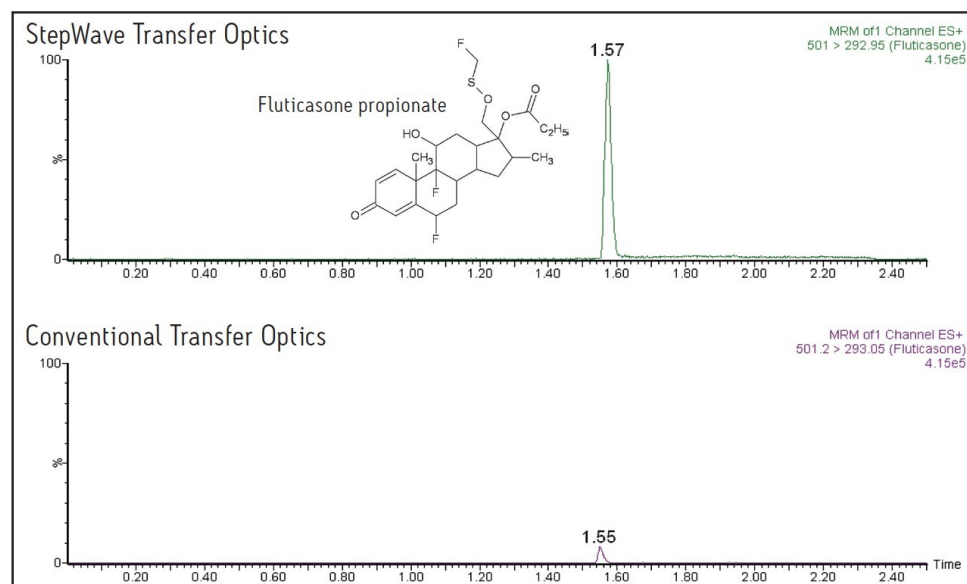 StepWave Transfer Optics
MRM of1 Channel ES+
501 > 292.95 (Fluticasone)
4.15e5
100
1.57
F
S
O
Fluticasone propionate
O
O
C₂H₅
HO
CH₃
CH₃
F
O
F
%
0
0.20 0.40 0.60 0.80 1.00 1.20 1.40 1.60 1.80 2.00 2.20 2.40
Conventional Transfer Optics
MRM of1 Channel ES+
501.2 > 293.05 (Fluticasone)
4.15e5
100
%
1.55
0
0.20 0.40 0.60 0.80 1.00 1.20 1.40 1.60 1.80 2.00 2.20 2.40 Time